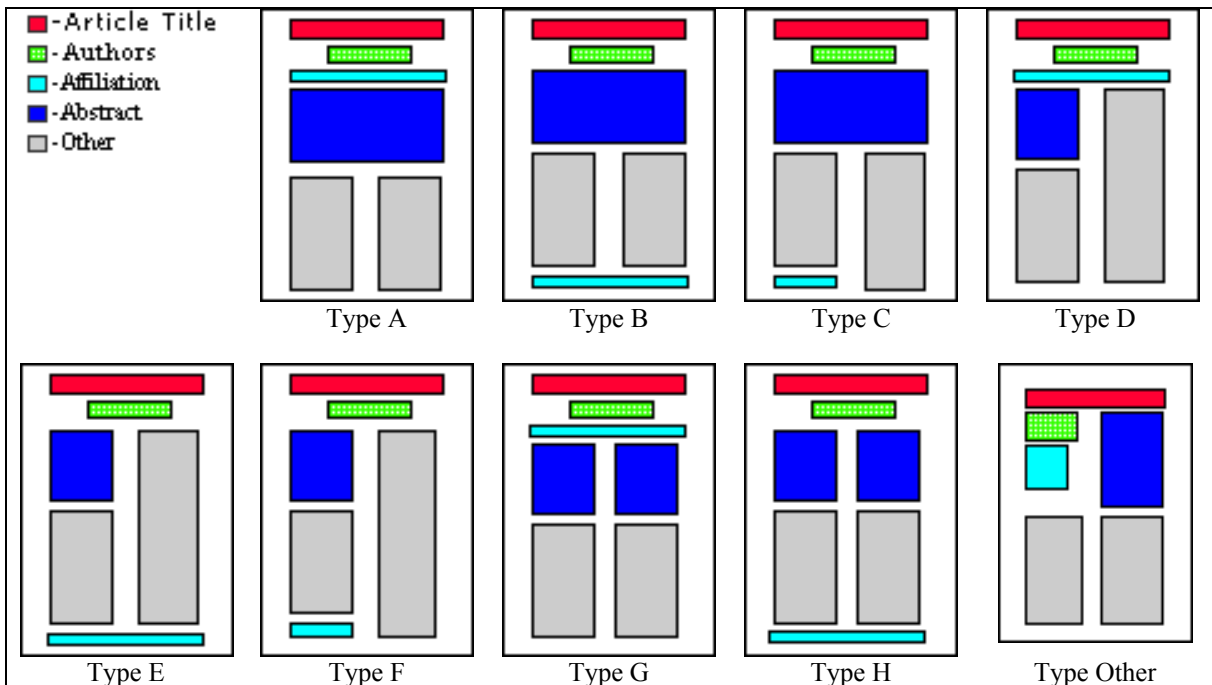 -Article Title
-Authors
-Affiliation
-Abstract
-Other
Type A Type B Type C Type D
Type E Type F Type G Type H Type Other